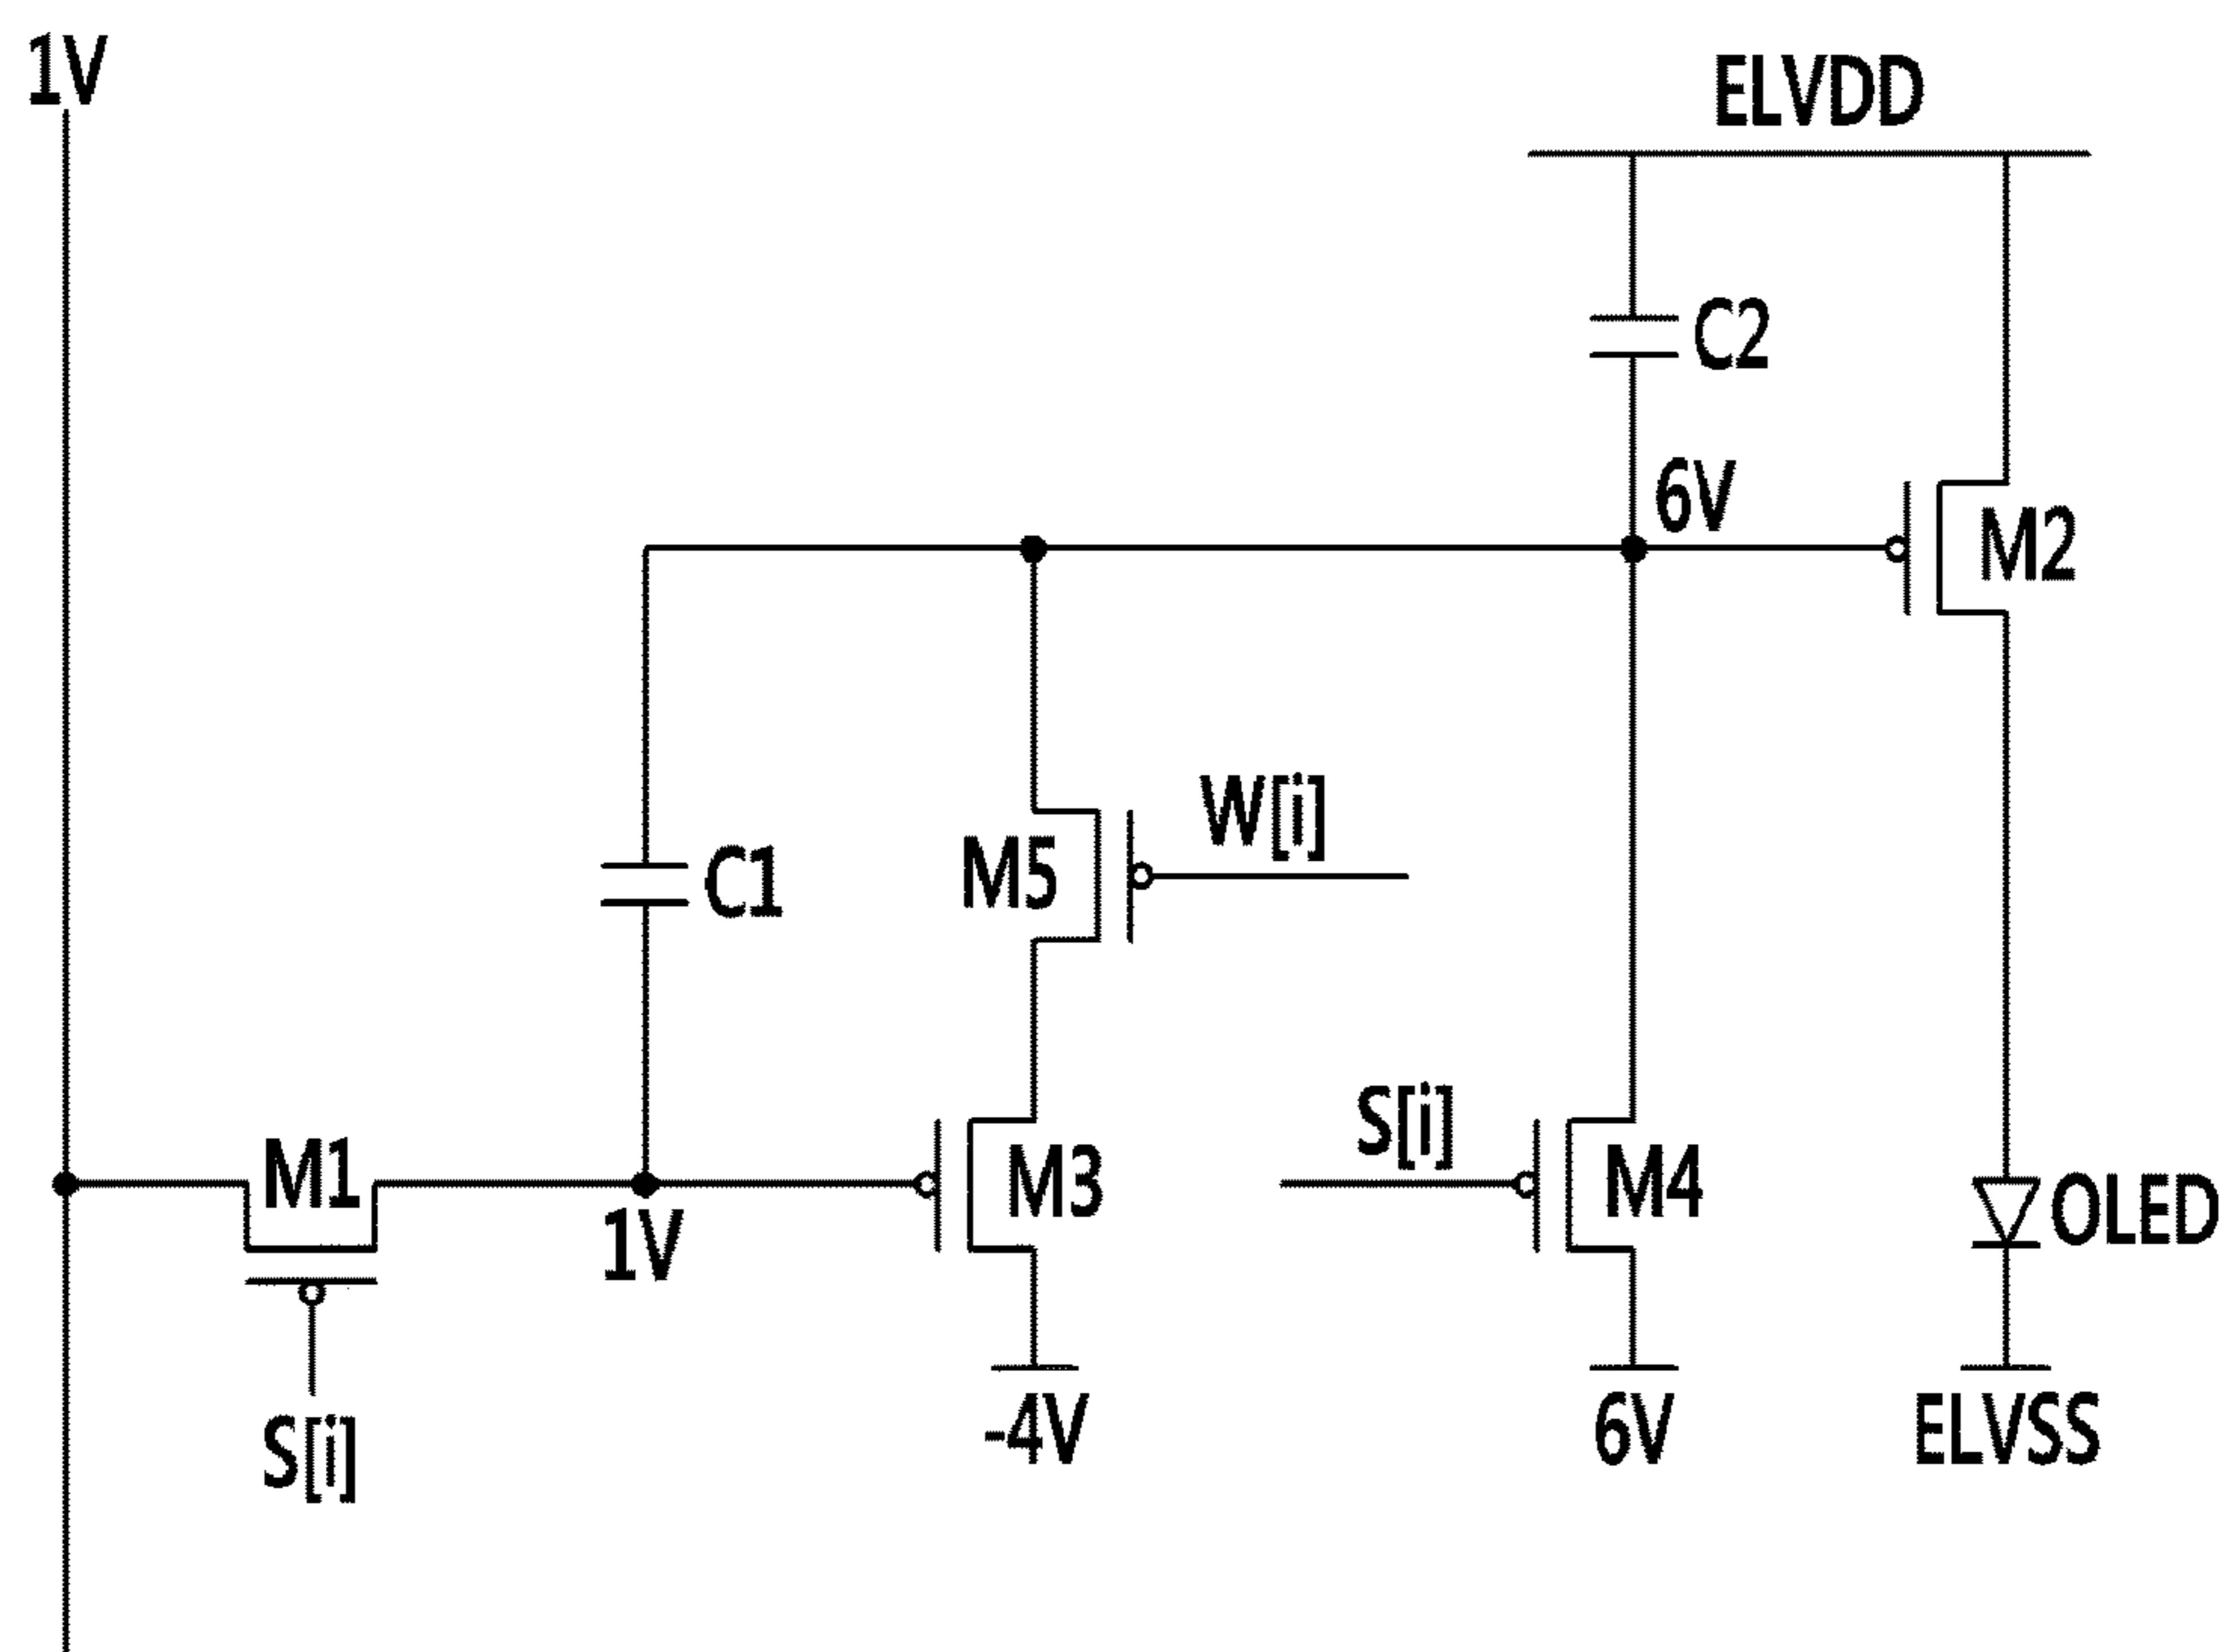 1V
ELVDD
C2
6V
M2
W[i]
M5
C1
S[i]
M1
M3
M4
OLED
1V
-4V
6V
ELVSS
S[i]